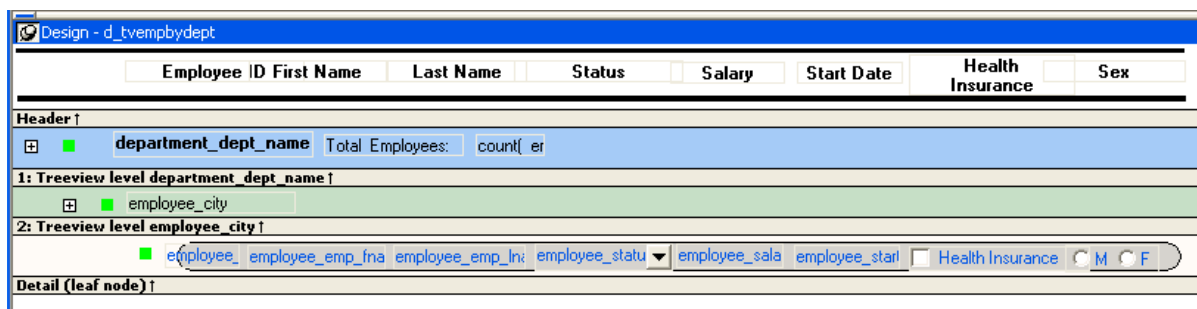 Design - d_tvempbydept
Employee ID First Name Last Name Status Salary Start Date Health Insurance Sex
Header ↑
department_dept_name Total Employees: count( er
1: Treeview level department_dept_name ↑
employee_city
2: Treeview level employee_city ↑
employee_ employee_emp_fna employee_emp_lna employee_statu employee_sala employee_start Health Insurance M F
Detail (leaf node) ↑